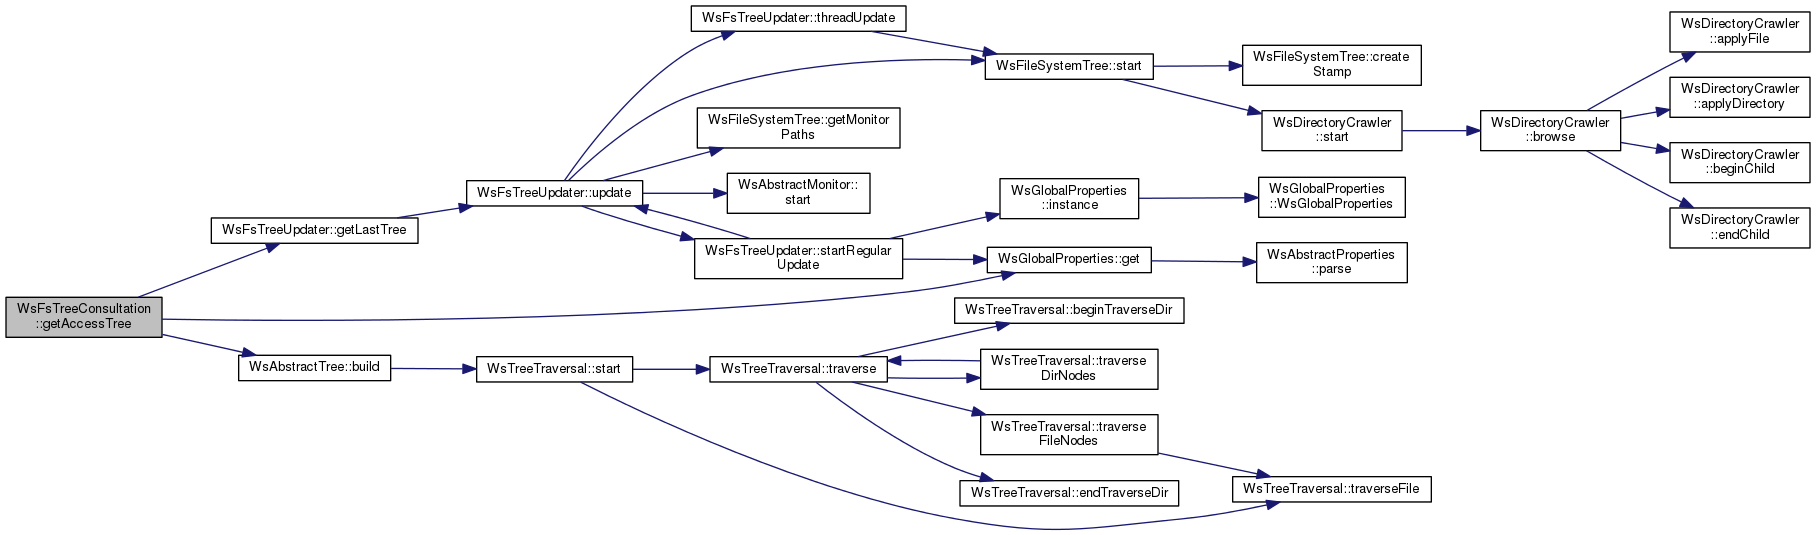 WsFsTreeConsultation
::getAccessTree
WsFsTreeUpdater::getLastTree
WsAbstractTree::build
WsFsTreeUpdater::update
WsTreeTraversal::start
WsFsTreeUpdater::threadUpdate
WsFileSystemTree::getMonitor
Paths
WsAbstractMonitor::
start
WsFsTreeUpdater::startRegular
Update
WsTreeTraversal::traverse
WsFileSystemTree::start
WsGlobalProperties
::instance
WsGlobalProperties::get
WsTreeTraversal::beginTraverseDir
WsTreeTraversal::traverse
DirNodes
WsTreeTraversal::traverse
FileNodes
WsTreeTraversal::endTraverseDir
WsFileSystemTree::create
Stamp
WsDirectoryCrawler
::start
WsGlobalProperties
::WsGlobalProperties
WsAbstractProperties
::parse
WsTreeTraversal::traverseFile
WsDirectoryCrawler
::browse
WsDirectoryCrawler
::applyFile
WsDirectoryCrawler
::applyDirectory
WsDirectoryCrawler
::beginChild
WsDirectoryCrawler
::endChild